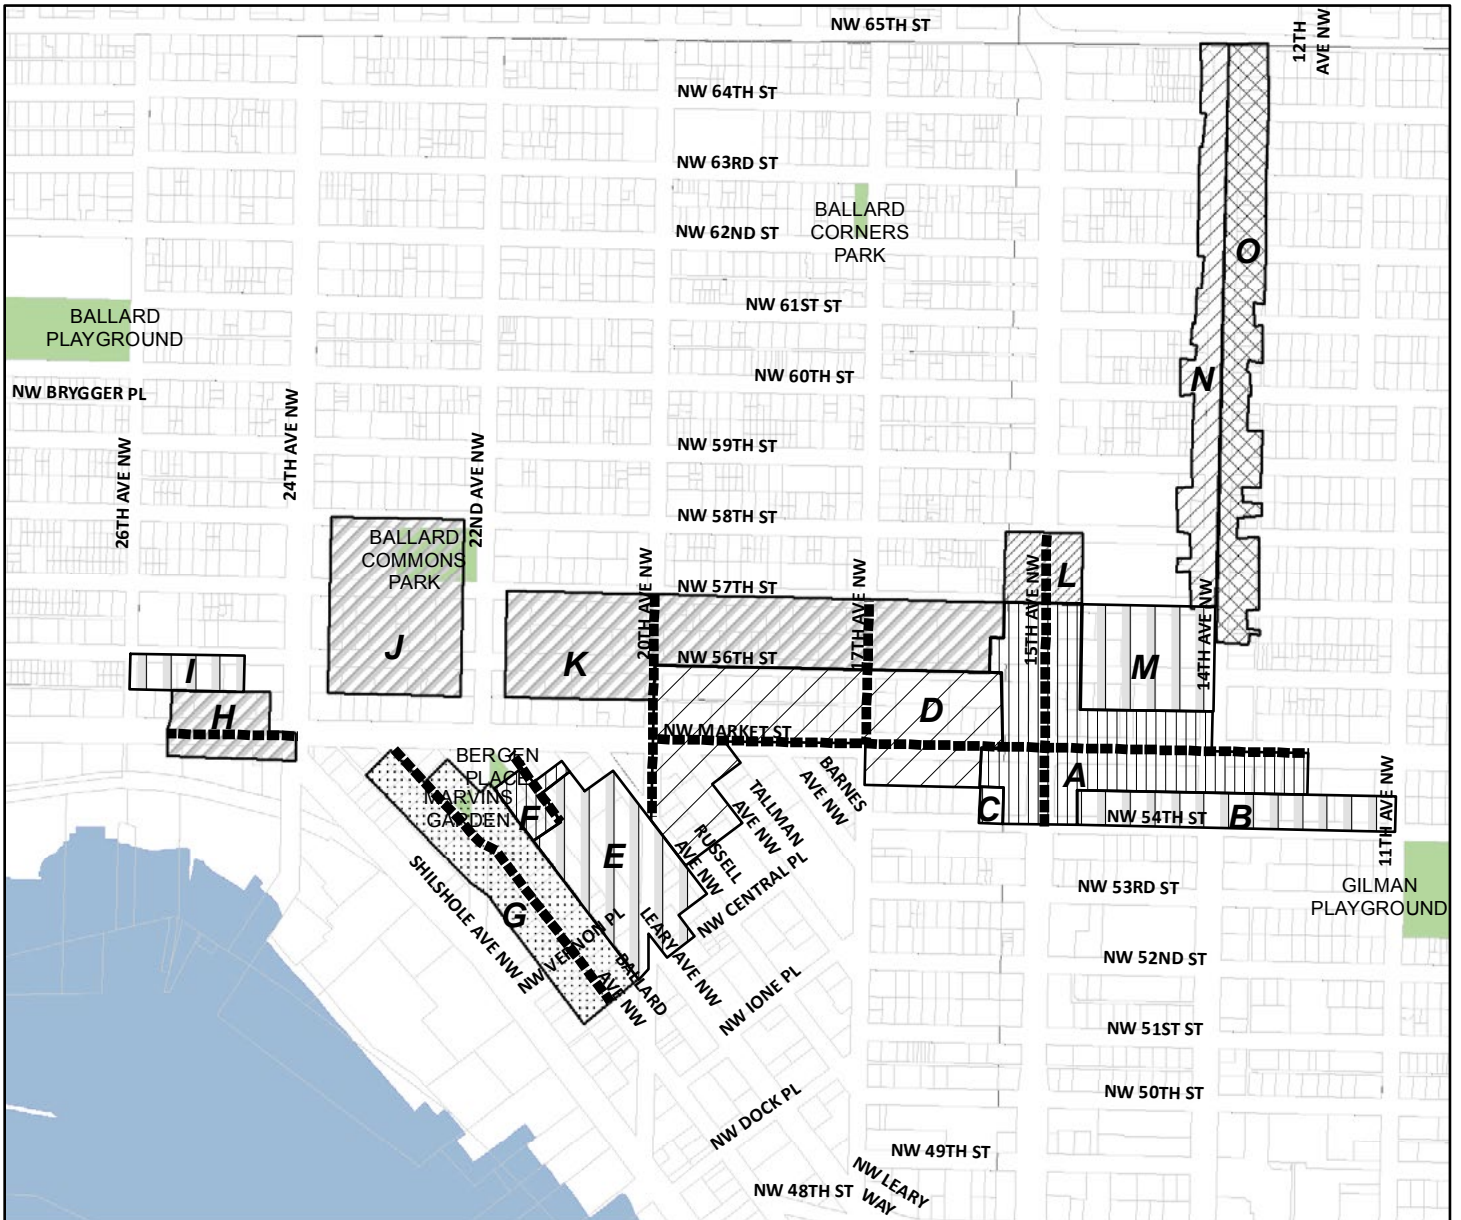 NW 65TH ST
12TH
AVE NW
NW 64TH ST
NW 63RD ST
BALLARD
CORNERS
PARK
NW 62ND ST
O
NW 61ST ST
BALLARD
PLAYGROUND
NW 60TH ST
N
NW BRYGGER PL
24TH AVE NW
NW 59TH ST
26TH AVE NW
22ND AVE NW
NW 58TH ST
BALLARD
COMMONS
PARK
NW 57TH ST
20TH AVE NW
17TH AVE NW
15TH AVE NW
L
14TH AVE NW
J
K
NW 56TH ST
M
I
H
D
NW MARKET ST
BERGEN
PLACE
MARVINS
GARDEN
F
BARNES
AVE NW
TALLMAN
AVE NW
A
C
NW 54TH ST
B
11TH AVE NW
E
RUSSELL
AVE NW
NW CENTRAL PL
NW 53RD ST
GILMAN
PLAYGROUND
SHILSHOLE AVE NW
G
NW VERNON PL
LEARY AVE NW
BALLARD
AVE NW
NW 52ND ST
NW IONE PL
NW 51ST ST
NW 50TH ST
NW DOCK PL
NW 49TH ST
NW LEARY
WAY
NW 48TH ST